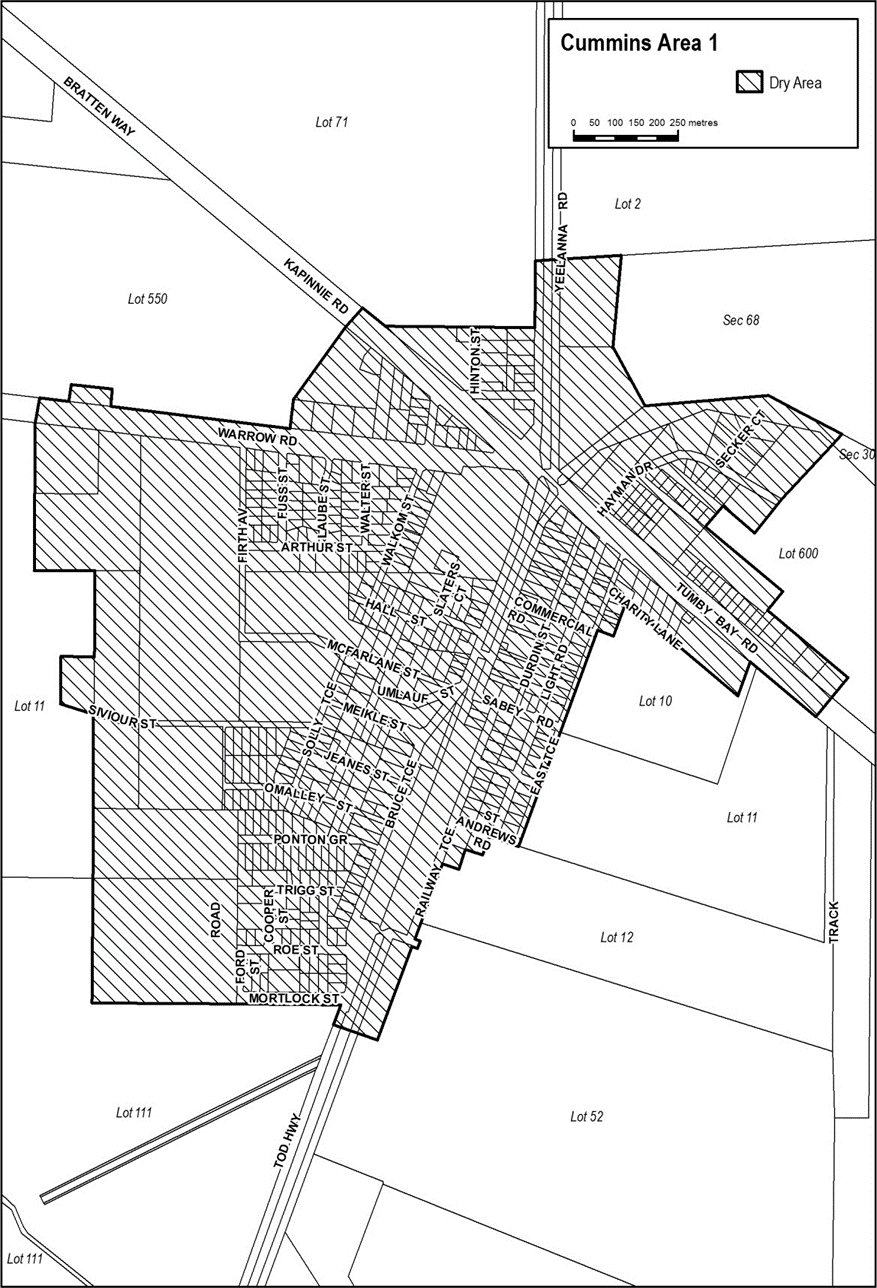 Cummins Area 1
Dry Area
0 50 100 150 200 250 metres
BRATTEN WAY
Lot 71
YEELANNA RD
Lot 2
KAPINNIE RD
Lot 550
Sec 68
HINTON ST
WARROW RD
SECKER CT
Sec 30
HAYMAN DR
FUSS ST
LAUBE ST
WALTER ST
WALKOM ST
FIRTH AV
ARTHUR ST
Lot 600
SLATERS
CT
HALL ST
COMMERCIAL
RD
CHARITY LANE
TUMBY BAY RD
DURDIN ST
LIGHT RD
MCFARLANE ST
UMLAUF ST
SABEY RD
Lot 10
Lot 11
SIVIOUR ST
SOLLY TCE
MEIKLE ST
JEANES ST
EAST TCE
BRUCE TCE
OMALLEY ST
Lot 11
ST
ANDREWS
RD
PONTON GR
RAILWAY TCE
TRIGG ST
COOPER
ST
ROAD
TRACK
Lot 12
ROE ST
FORD
ST
MORTLOCK ST
Lot 111
Lot 52
TOD HWY
Lot 111